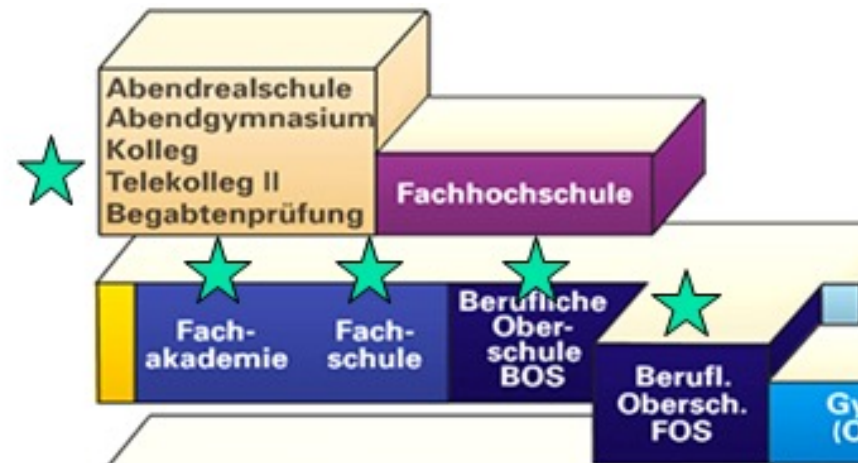 Abendrealschule
Abendgymnasium
Kolleg
Telekolleg II
Begabtenprüfung
Fachhochschule
Fach-
akademie
Fach-
schule
Berufliche
Ober-
schule
BOS
Berufl.
Obersch.
FOS